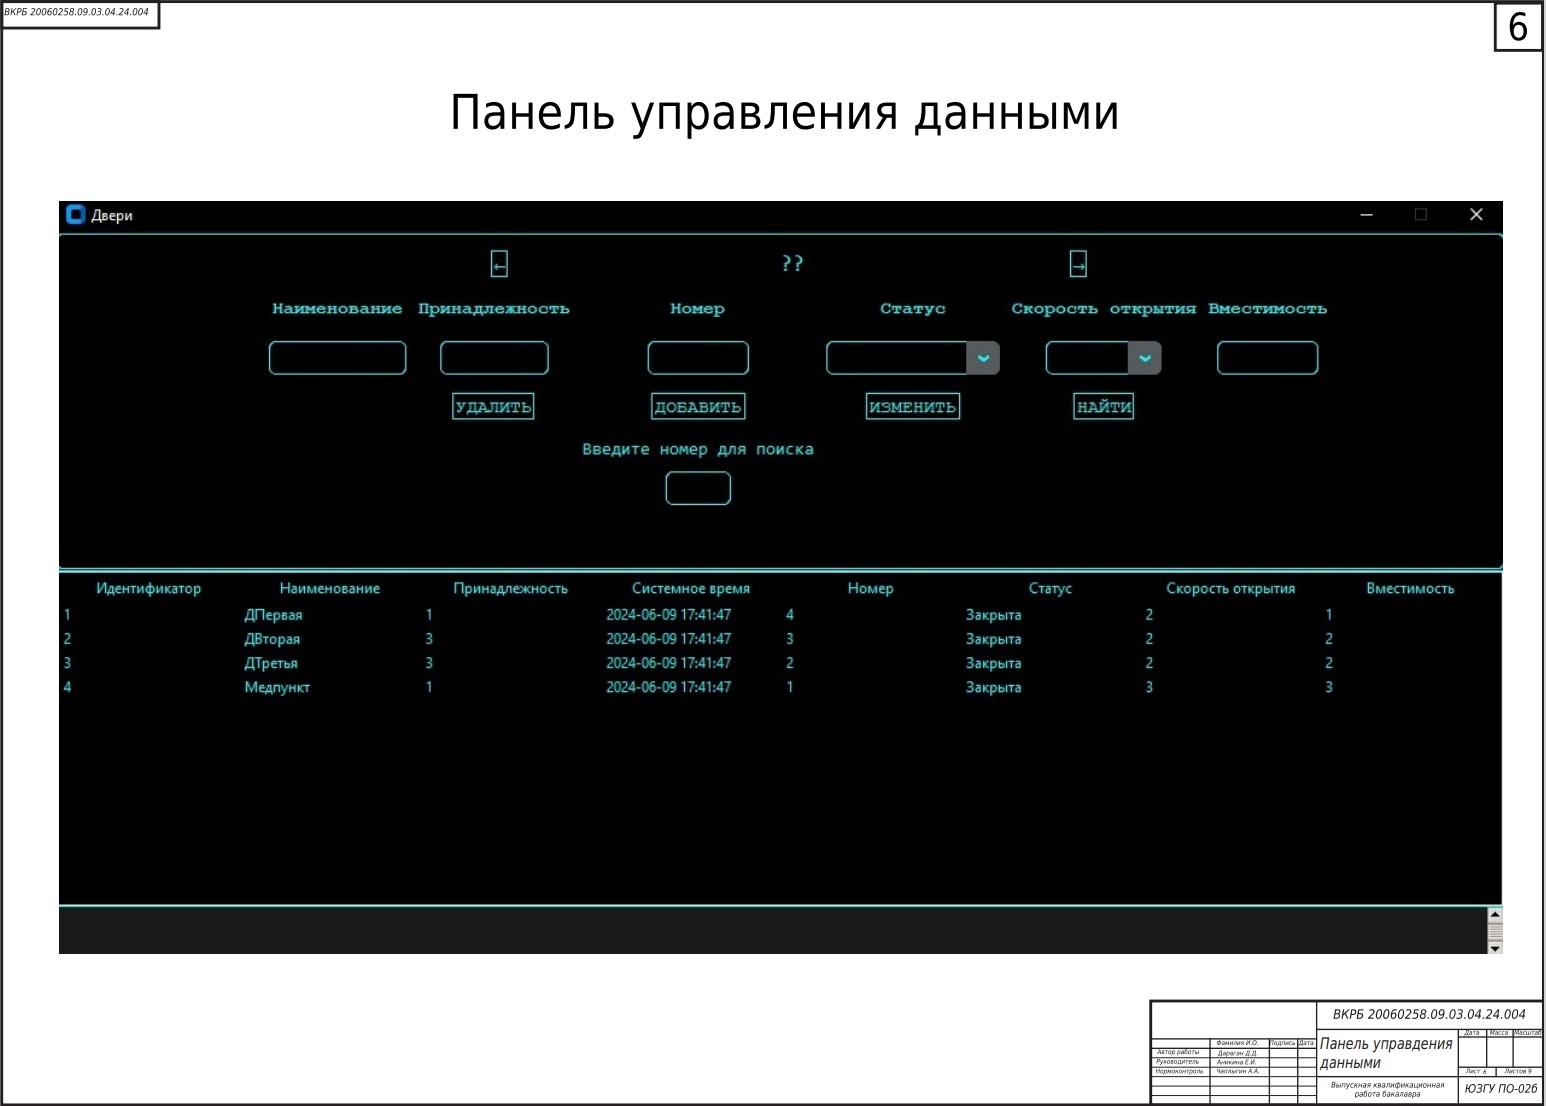 ВКРБ 20060258.09.03.04.24.004
6
Панель управления данными
Двери
← ?? →
Наименование Принадлежность Номер Статус Скорость открытия Вместимость
УДАЛИТЬ ДОБАВИТЬ ИЗМЕНИТЬ НАЙТИ
Введите номер для поиска
Идентификатор Наименование Принадлежность Системное время Номер Статус Скорость открытия Вместимость
1 ДПервая 1 2024-06-09 17:41:47 4 Закрыта 2 1
2 ДВторая 3 2024-06-09 17:41:47 3 Закрыта 2 2
3 ДТретья 3 2024-06-09 17:41:47 2 Закрыта 2 2
4 Медпункт 1 2024-06-09 17:41:47 1 Закрыта 3 3
ВКРБ 20060258.09.03.04.24.004
Фамилия И.О. Подпись Дата
Автор работы Дараган Д.Д.
Руководитель Аникина Е.И.
Нормоконтроль Чаплыгин А.А.
Панель управдения
данными
Дата Масса Масштаб
Лист 6 Листов 9
Выпускная квалификационная
работа бакалавра
ЮЗГУ ПО-02б